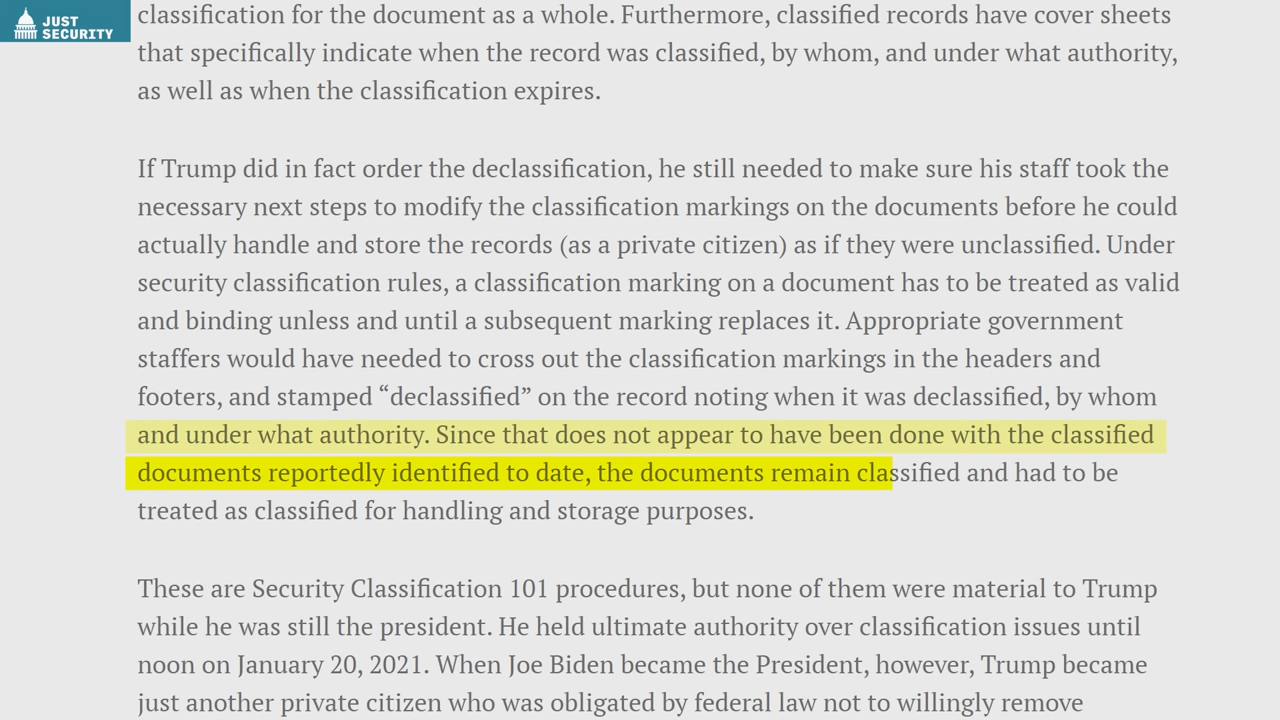 JUST
SECURITY
classification for the document as a whole. Furthermore, classified records have cover sheets
that specifically indicate when the record was classified, by whom, and under what authority,
as well as when the classification expires.
If Trump did in fact order the declassification, he still needed to make sure his staff took the
necessary next steps to modify the classification markings on the documents before he could
actually handle and store the records (as a private citizen) as if they were unclassified. Under
security classification rules, a classification marking on a document has to be treated as valid
and binding unless and until a subsequent marking replaces it. Appropriate government
staffers would have needed to cross out the classification markings in the headers and
footers, and stamped “declassified” on the record noting when it was declassified, by whom
and under what authority. Since that does not appear to have been done with the classified
documents reportedly identified to date, the documents remain classified and had to be
treated as classified for handling and storage purposes.
These are Security Classification 101 procedures, but none of them were material to Trump
while he was still the president. He held ultimate authority over classification issues until
noon on January 20, 2021. When Joe Biden became the President, however, Trump became
just another private citizen who was obligated by federal law not to willingly remove